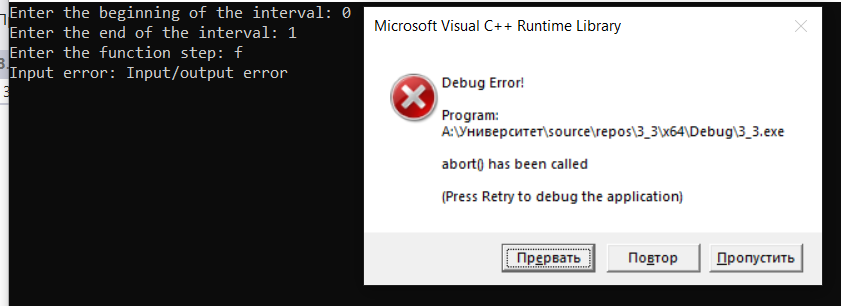 Enter the beginning of the interval: 0
Enter the end of the interval: 1
Enter the function step: f
Input error: Input/output error
Microsoft Visual C++ Runtime Library
Debug Error!
Program:
A:\Университет\source\repos\3_3\x64\Debug\3_3.exe
abort() has been called
(Press Retry to debug the application)
Прервать
Повтор
Пропустить